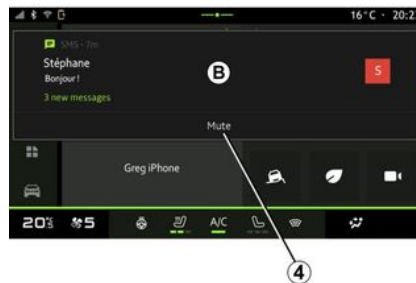 16°C · 20:2
SMS · 7m
Stéphane
Bonjour !
3 new messages
B
S
Mute
Greg iPhone
20.5 5 A/C
4